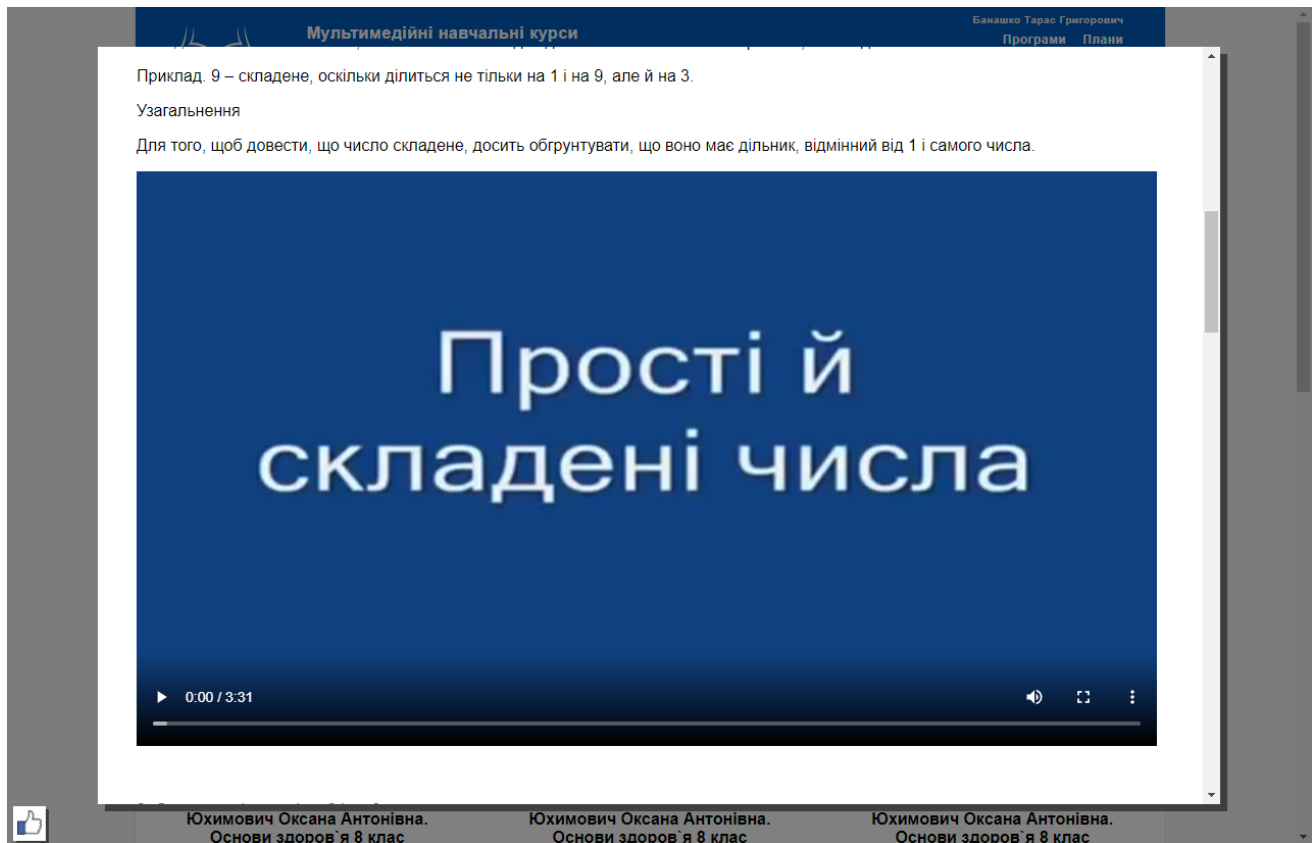 Банашко Тарас Григорович
Мультимедійні навчальні курси
Програми Плани
Приклад. 9 – складене, оскільки ділиться не тільки на 1 і на 9, але й на 3.
Узагальнення
Для того, щоб довести, що число складене, досить обгрунтувати, що воно має дільник, відмінний від 1 і самого числа.
Прості й
складені числа
0:00 / 3:31
Юхимович Оксана Антонівна. Юхимович Оксана Антонівна. Юхимович Оксана Антонівна.
Основи здоров`я 8 клас Основи здоров`я 8 клас Основи здоров`я 8 клас